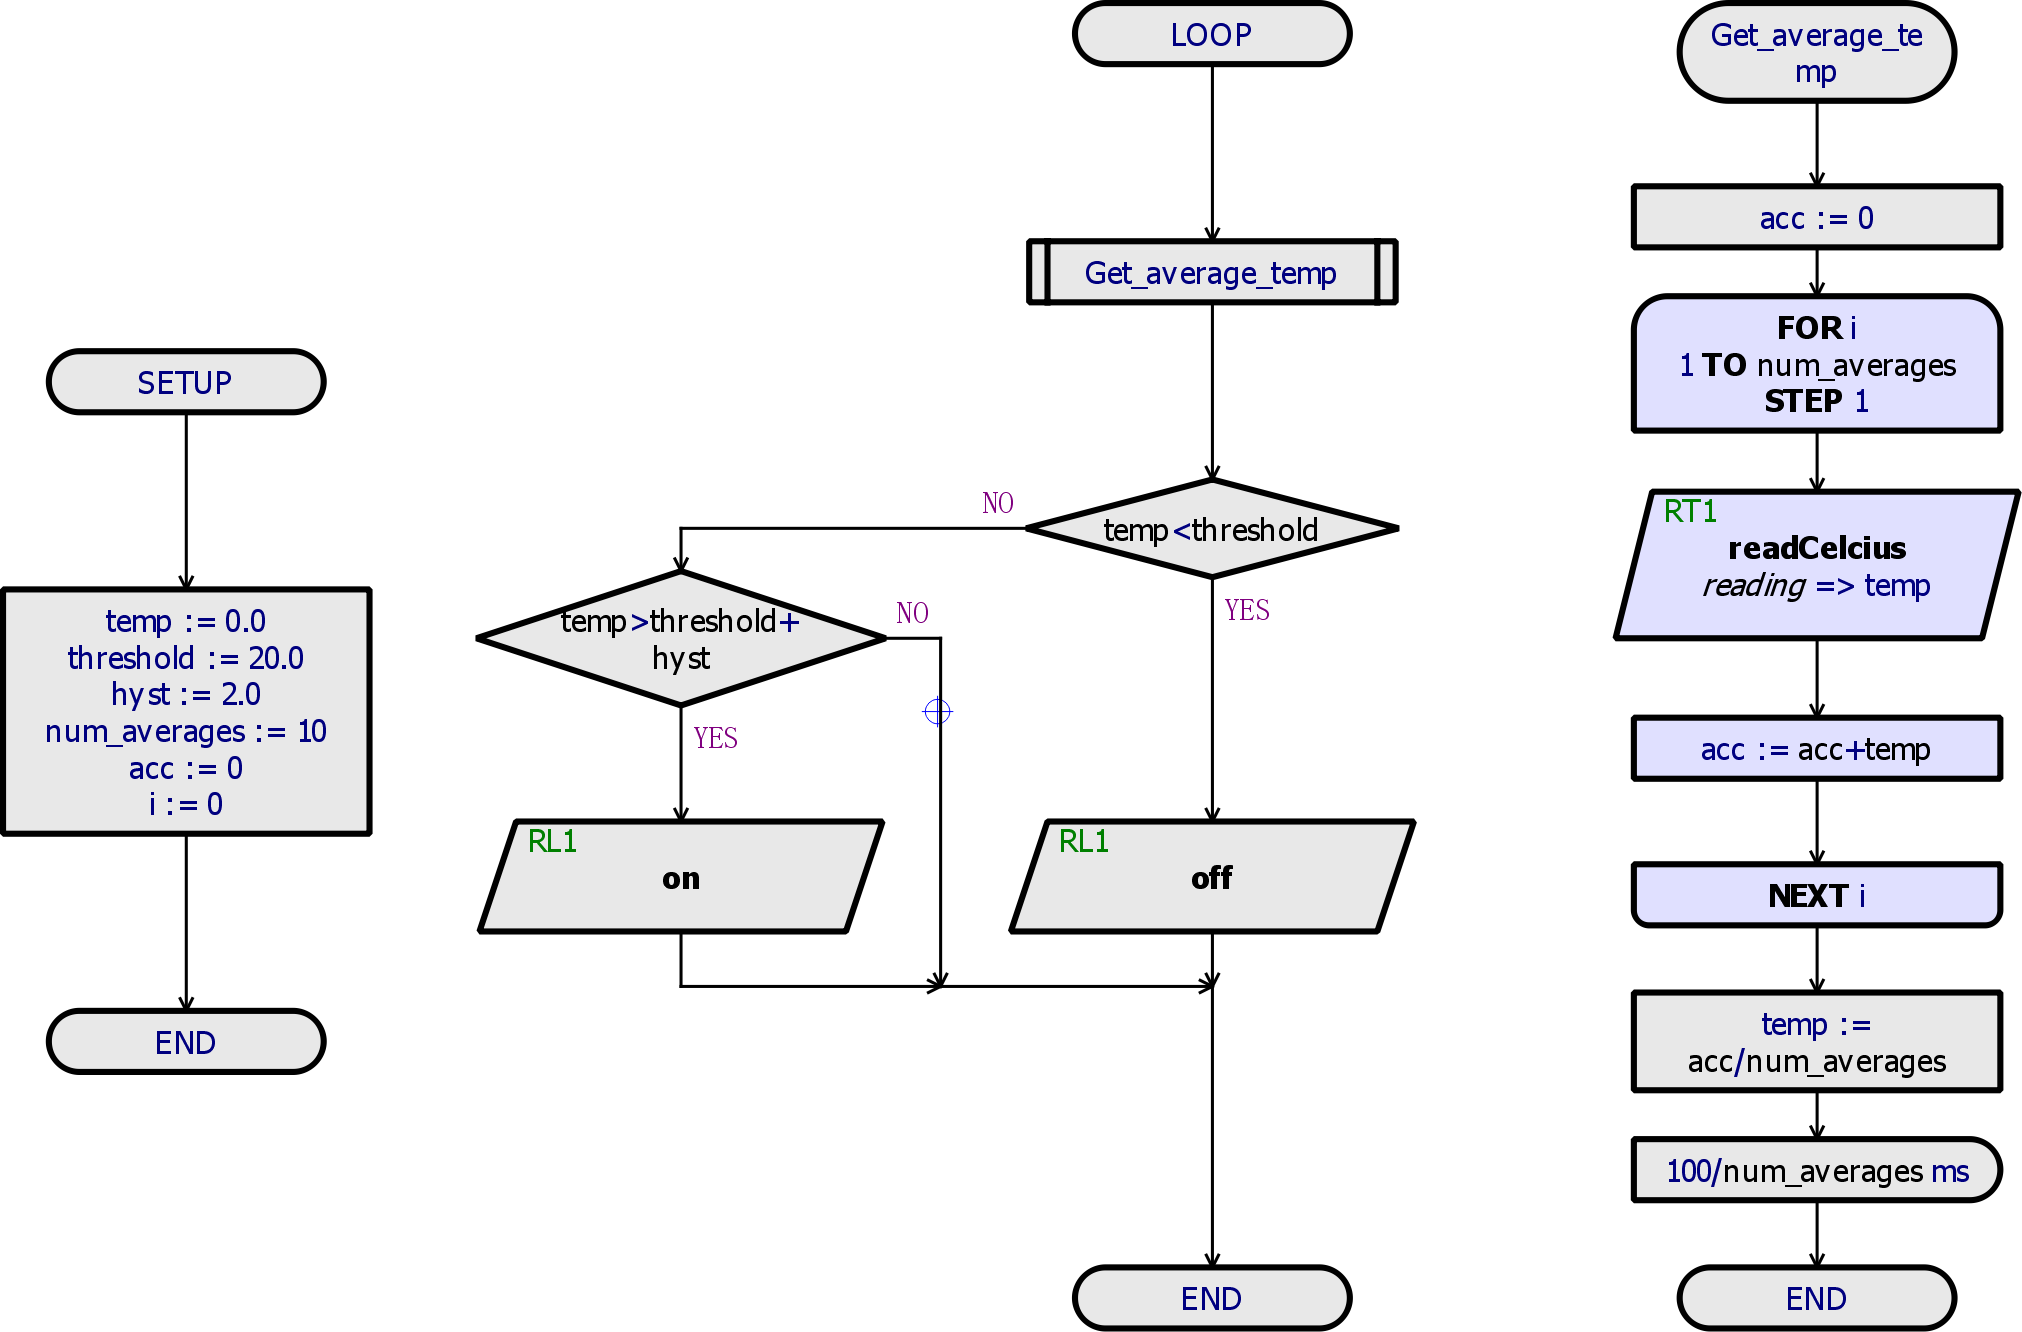 SETUP
temp := 0.0
threshold := 20.0
hyst := 2.0
num_averages := 10
acc := 0
i := 0
END
LOOP
Get_average_temp
temp<threshold
NO
YES
temp>threshold+
hyst
NO
YES
RL1
on
RL1
off
END
Get_average_te
mp
acc := 0
FOR i
1 TO num_averages
STEP 1
RT1
readCelcius
reading => temp
acc := acc+temp
NEXT i
temp :=
acc/num_averages
100/num_averages ms
END